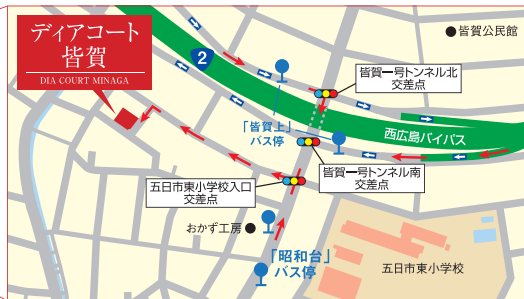 ディアコート
皆賀
DIA COURT MINAGA
2
皆賀公民館
皆賀一号トンネル北
交差点
「皆賀上」
バス停
西広島バイパス
皆賀一号トンネル南
交差点
五日市東小学校入口
交差点
おかず工房
「昭和台」
バス停
五日市東小学校